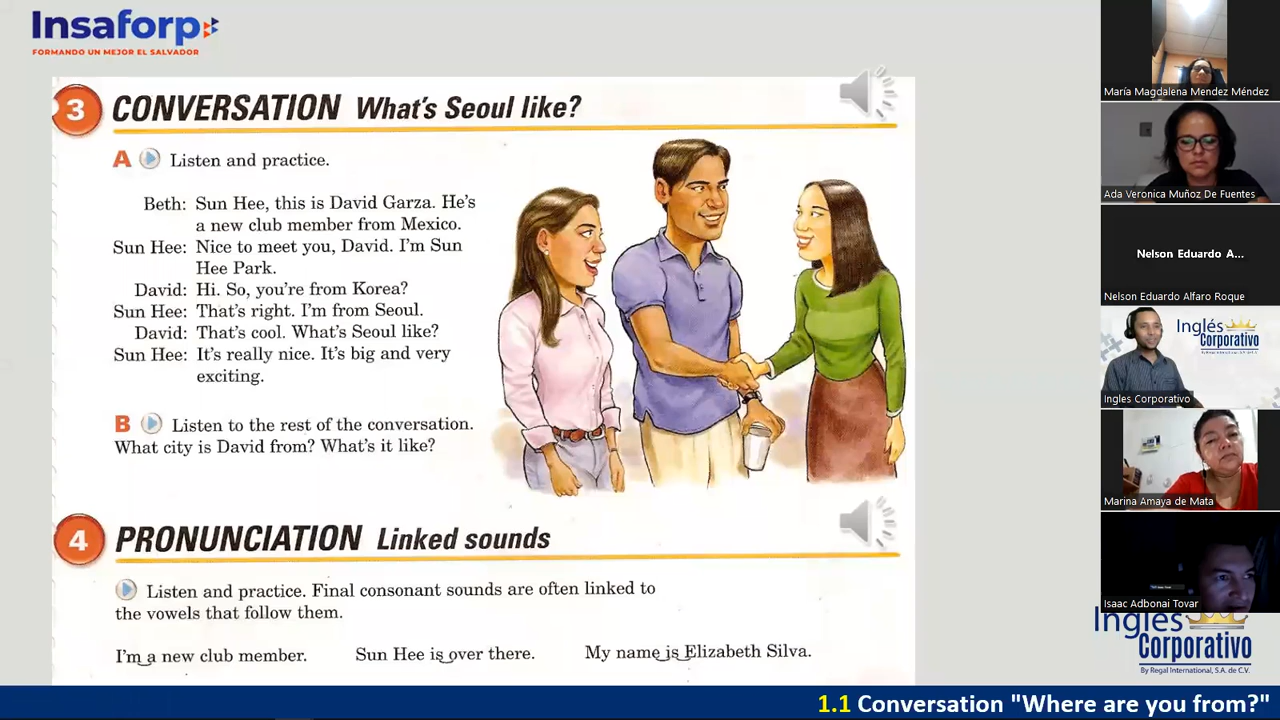 Insaforp
FORMANDO UN MEJOR EL SALVADOR
3 CONVERSATION What's Seoul like?
A Listen and practice.
Beth: Sun Hee, this is David Garza. He's
a new club member from Mexico.
Sun Hee: Nice to meet you, David. I'm Sun
Hee Park.
David: Hi. So, you're from Korea?
Sun Hee: That's right. I'm from Seoul.
David: That's cool. What's Seoul like?
Sun Hee: It's really nice. It's big and very
exciting.
B Listen to the rest of the conversation.
What city is David from? What's it like?
4 PRONUNCIATION Linked sounds
Listen and practice. Final consonant sounds are often linked to
the vowels that follow them.
I'm a new club member. Sun Hee is over there. My name is Elizabeth Silva.
María Magdalena Mendez Méndez
Ada Veronica Muñoz De Fuentes
Nelson Eduardo A...
Nelson Eduardo Alfaro Roque
Inglés
Corporativo
Ingles Corporativo
Marina Amaya de Mata
Isaac Adbonai Tovar
Inglés
Corporativo
By Regal International, S.A. de C.V.
1.1 Conversation "Where are you from?"